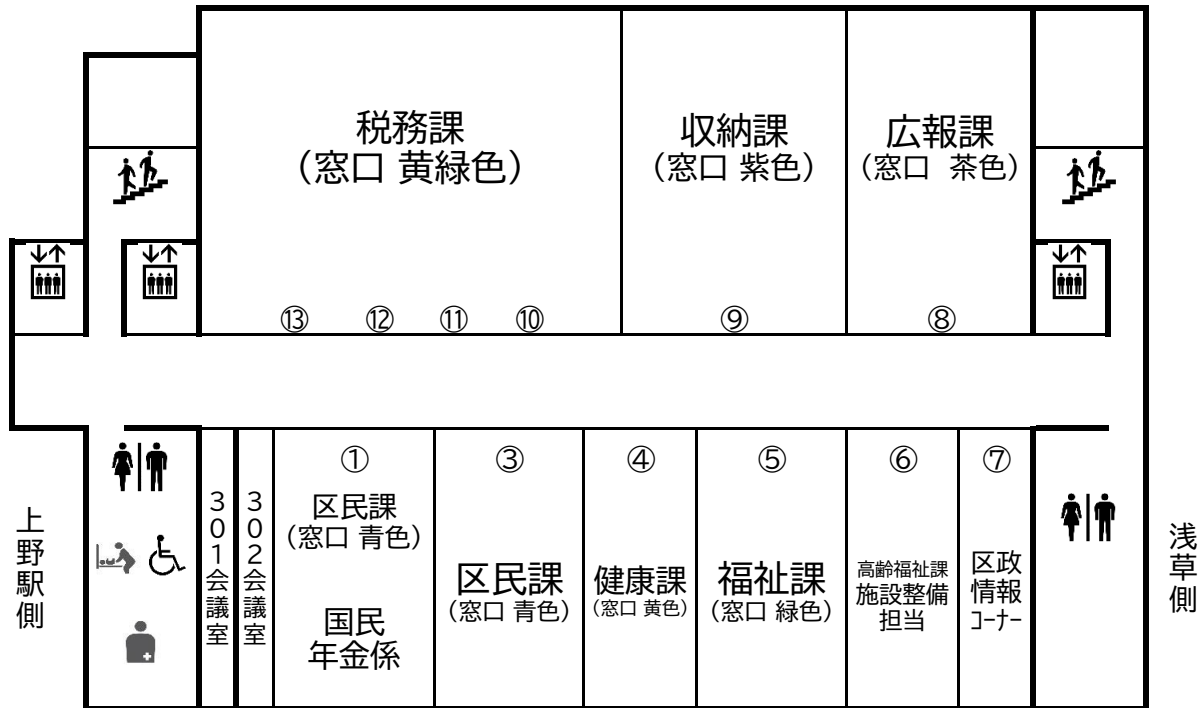 税務課
（窓口 黄緑色）
収納課
（窓口 紫色）
広報課
（窓口 茶色）
⑬ ⑫ ⑪ ⑩ ⑨ ⑧
上野駅側
301会議室
302会議室
①
区民課
（窓口 青色）
国民
年金係
③
区民課
（窓口 青色）
④
健康課
（窓口 黄色）
⑤
福祉課
（窓口 緑色）
⑥
高齢福祉課
施設整備
担当
⑦
区政
情報
ｺｰﾅｰ
浅草側